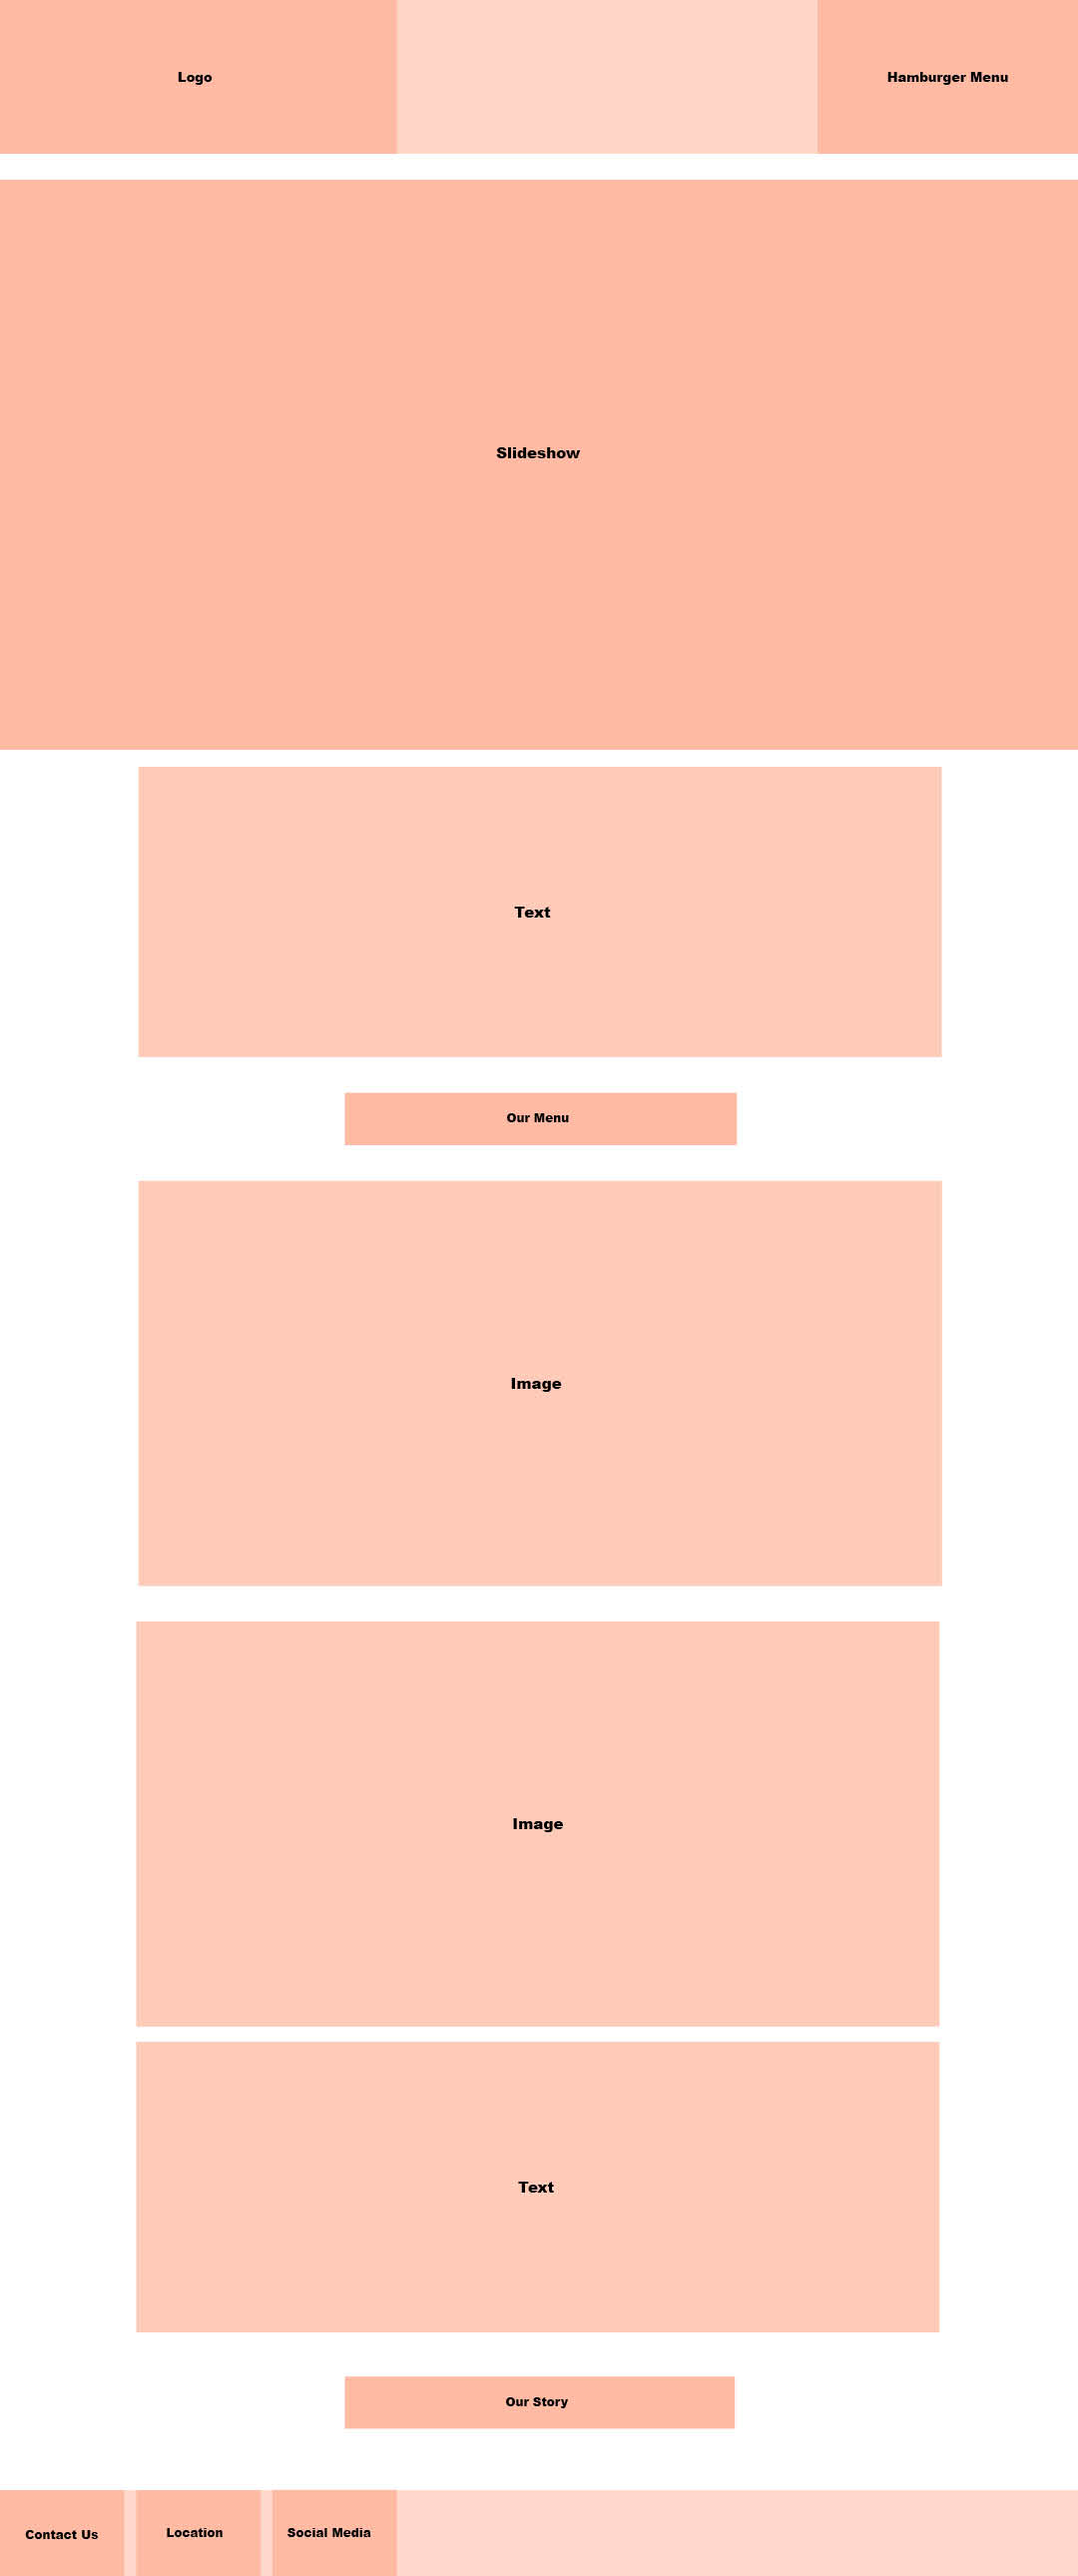 Logo
Hamburger Menu
Slideshow
Text
Our Menu
Image
Image
Text
Our Story
Contact Us
Location
Social Media